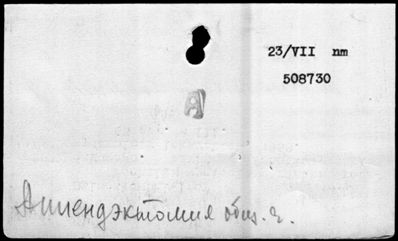 23/VII nm
508730
A
Аппендэктомия общ. г.